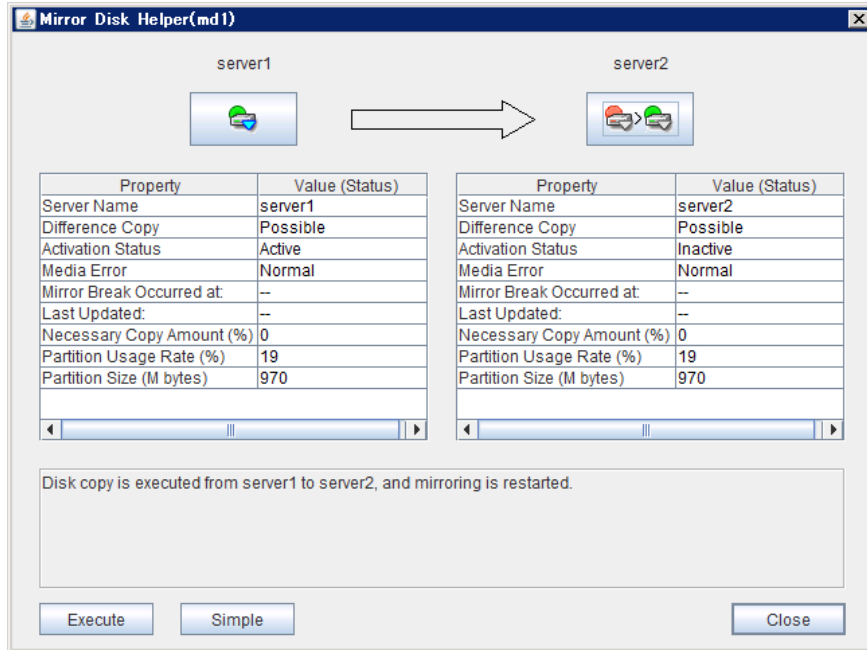 Mirror Disk Helper(md1)
server1 server2
Property Value (Status) Property Value (Status)
Server Name server1 Server Name server2
Difference Copy Possible Difference Copy Possible
Activation Status Active Activation Status Inactive
Media Error Normal Media Error Normal
Mirror Break Occurred at: -- Mirror Break Occurred at: --
Last Updated: -- Last Updated: --
Necessary Copy Amount (%) 0 Necessary Copy Amount (%) 0
Partition Usage Rate (%) 19 Partition Usage Rate (%) 19
Partition Size (M bytes) 970 Partition Size (M bytes) 970
Disk copy is executed from server1 to server2, and mirroring is restarted.
Execute Simple Close